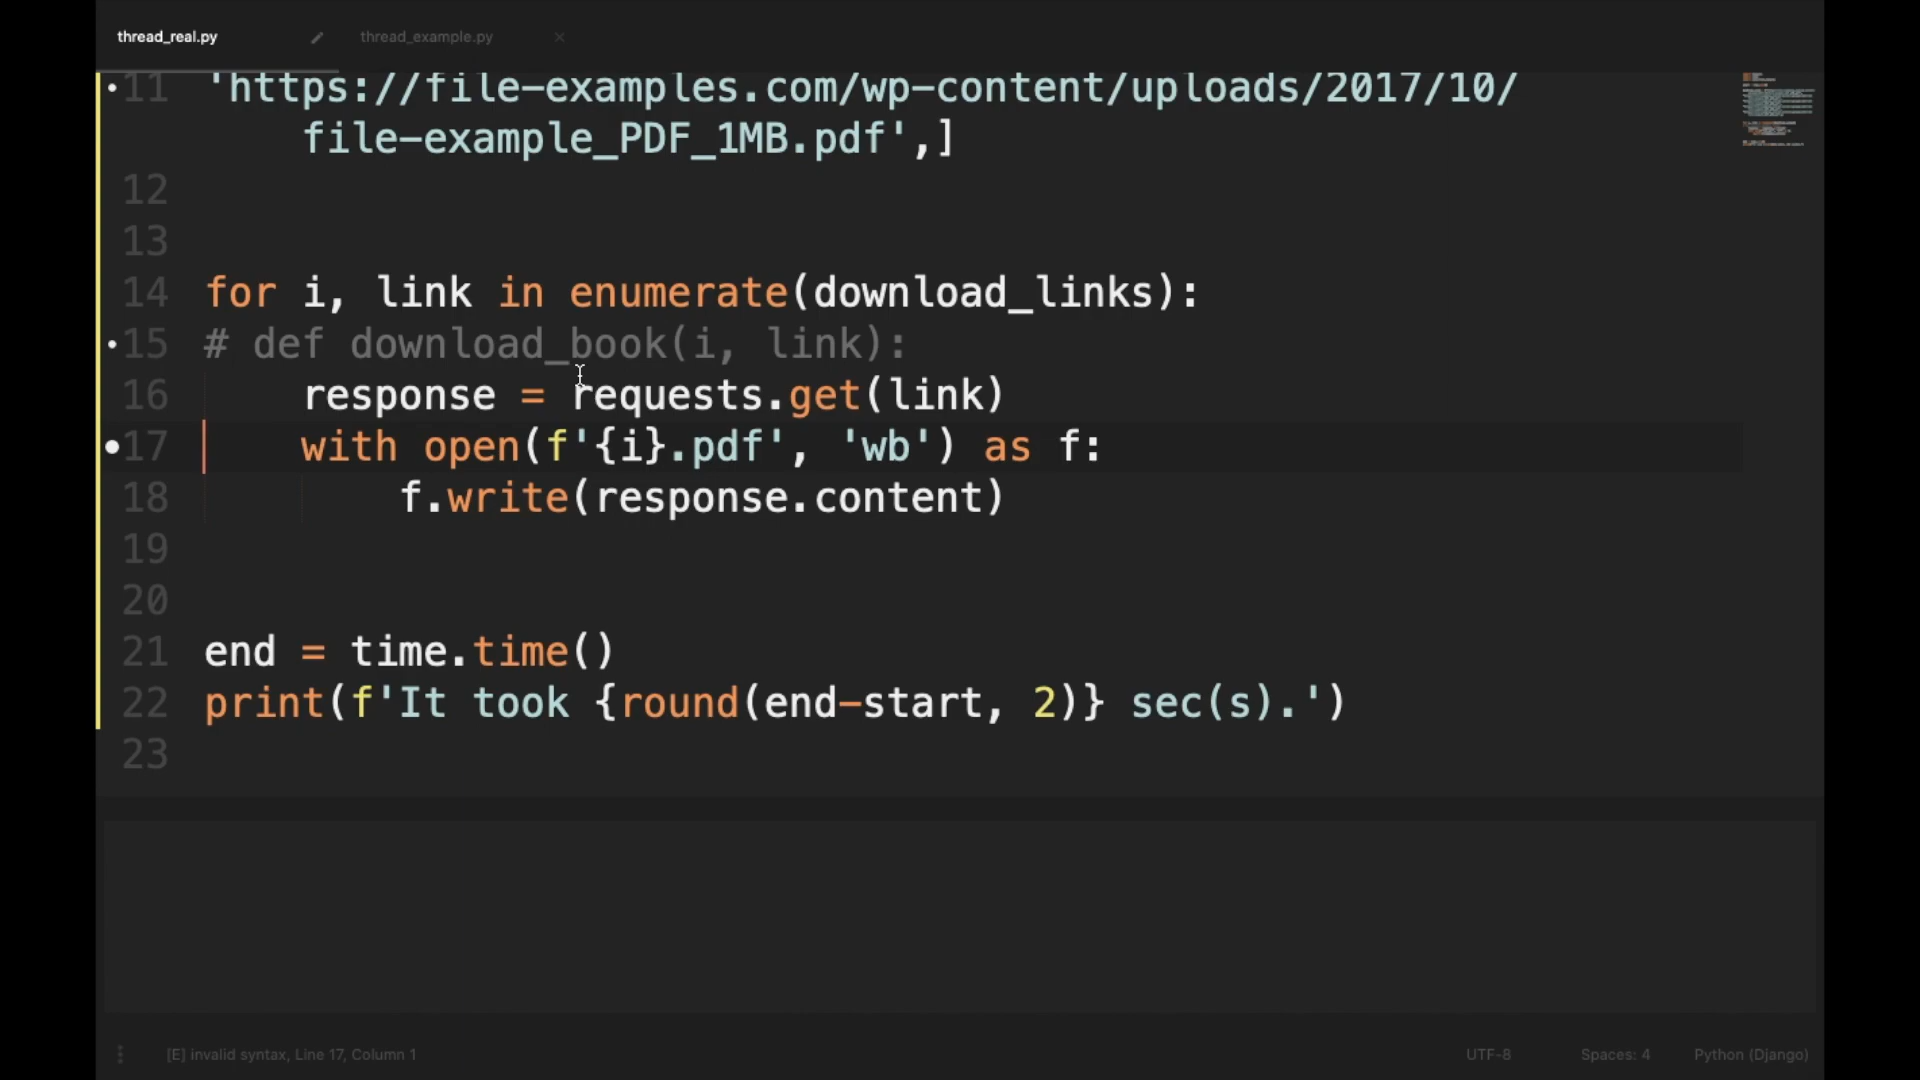 thread_real.py
thread_example.py
11 'https://file-examples.com/wp-content/uploads/2017/10/
file-example_PDF_1MB.pdf',]
12
13
14 for i, link in enumerate(download_links):
15 # def download_book(i, link):
16 response = requests.get(link)
17 with open(f'{i}.pdf', 'wb') as f:
18 f.write(response.content)
19
20
21 end = time.time()
22 print(f'It took {round(end-start, 2)} sec(s).')
23
[E] invalid syntax, Line 17, Column 1
UTF-8
Spaces: 4
Python (Django)